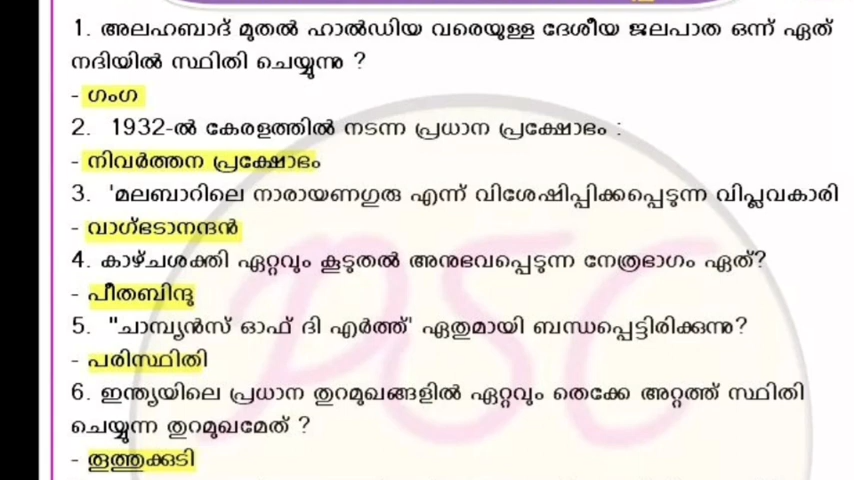 1. അലഹബാദ് മുതൽ ഹാൽഡിയ വരെയുള്ള ദേശീയ ജലപാത ഒന്ന് ഏത്
നദിയിൽ സ്ഥിതി ചെയ്യുന്നു ?
- ഗംഗ
2. 1932-ൽ കേരളത്തിൽ നടന്ന പ്രധാന പ്രക്ഷോഭം :
- നിവർത്തന പ്രക്ഷോഭം
3. 'മലബാറിലെ നാരായണഗുരു എന്ന് വിശേഷിപ്പിക്കപ്പെടുന്ന വിപ്ലവകാരി
- വാഗ്ഭടാനന്ദൻ
4. കാഴ്ചശക്തി ഏറ്റവും കൂടുതൽ അനുഭവപ്പെടുന്ന നേത്രഭാഗം ഏത്?
- പീതബിന്ദു
5. "ചാമ്പ്യൻസ് ഓഫ് ദി എർത്ത്' ഏതുമായി ബന്ധപ്പെട്ടിരിക്കുന്നു?
- പരിസ്ഥിതി
6. ഇന്ത്യയിലെ പ്രധാന തുറമുഖങ്ങളിൽ ഏറ്റവും തെക്കേ അറ്റത്ത് സ്ഥിതി
ചെയ്യുന്ന തുറമുഖമേത് ?
- തൂത്തുക്കുടി
PSC